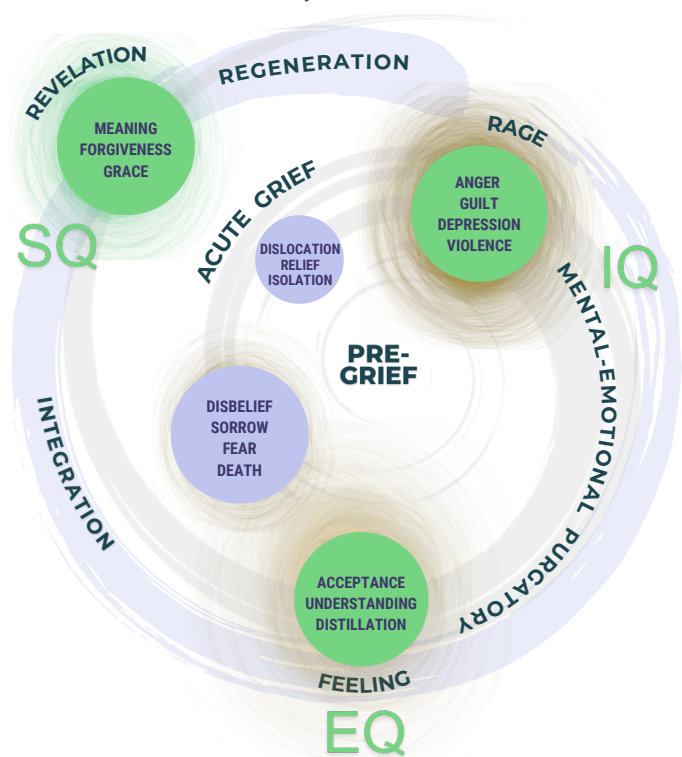 REVELATION
REGENERATION
MEANING
FORGIVENESS
GRACE
SQ
RAGE
ANGER
GUILT
DEPRESSION
VIOLENCE
IQ
ACUTE GRIEF
DISLOCATION
RELIEF
ISOLATION
PRE-
GRIEF
MENTAL-EMOTIONAL PURGATORY
DISBELIEF
SORROW
FEAR
DEATH
INTEGRATION
ACCEPTANCE
UNDERSTANDING
DISTILLATION
FEELING
EQ